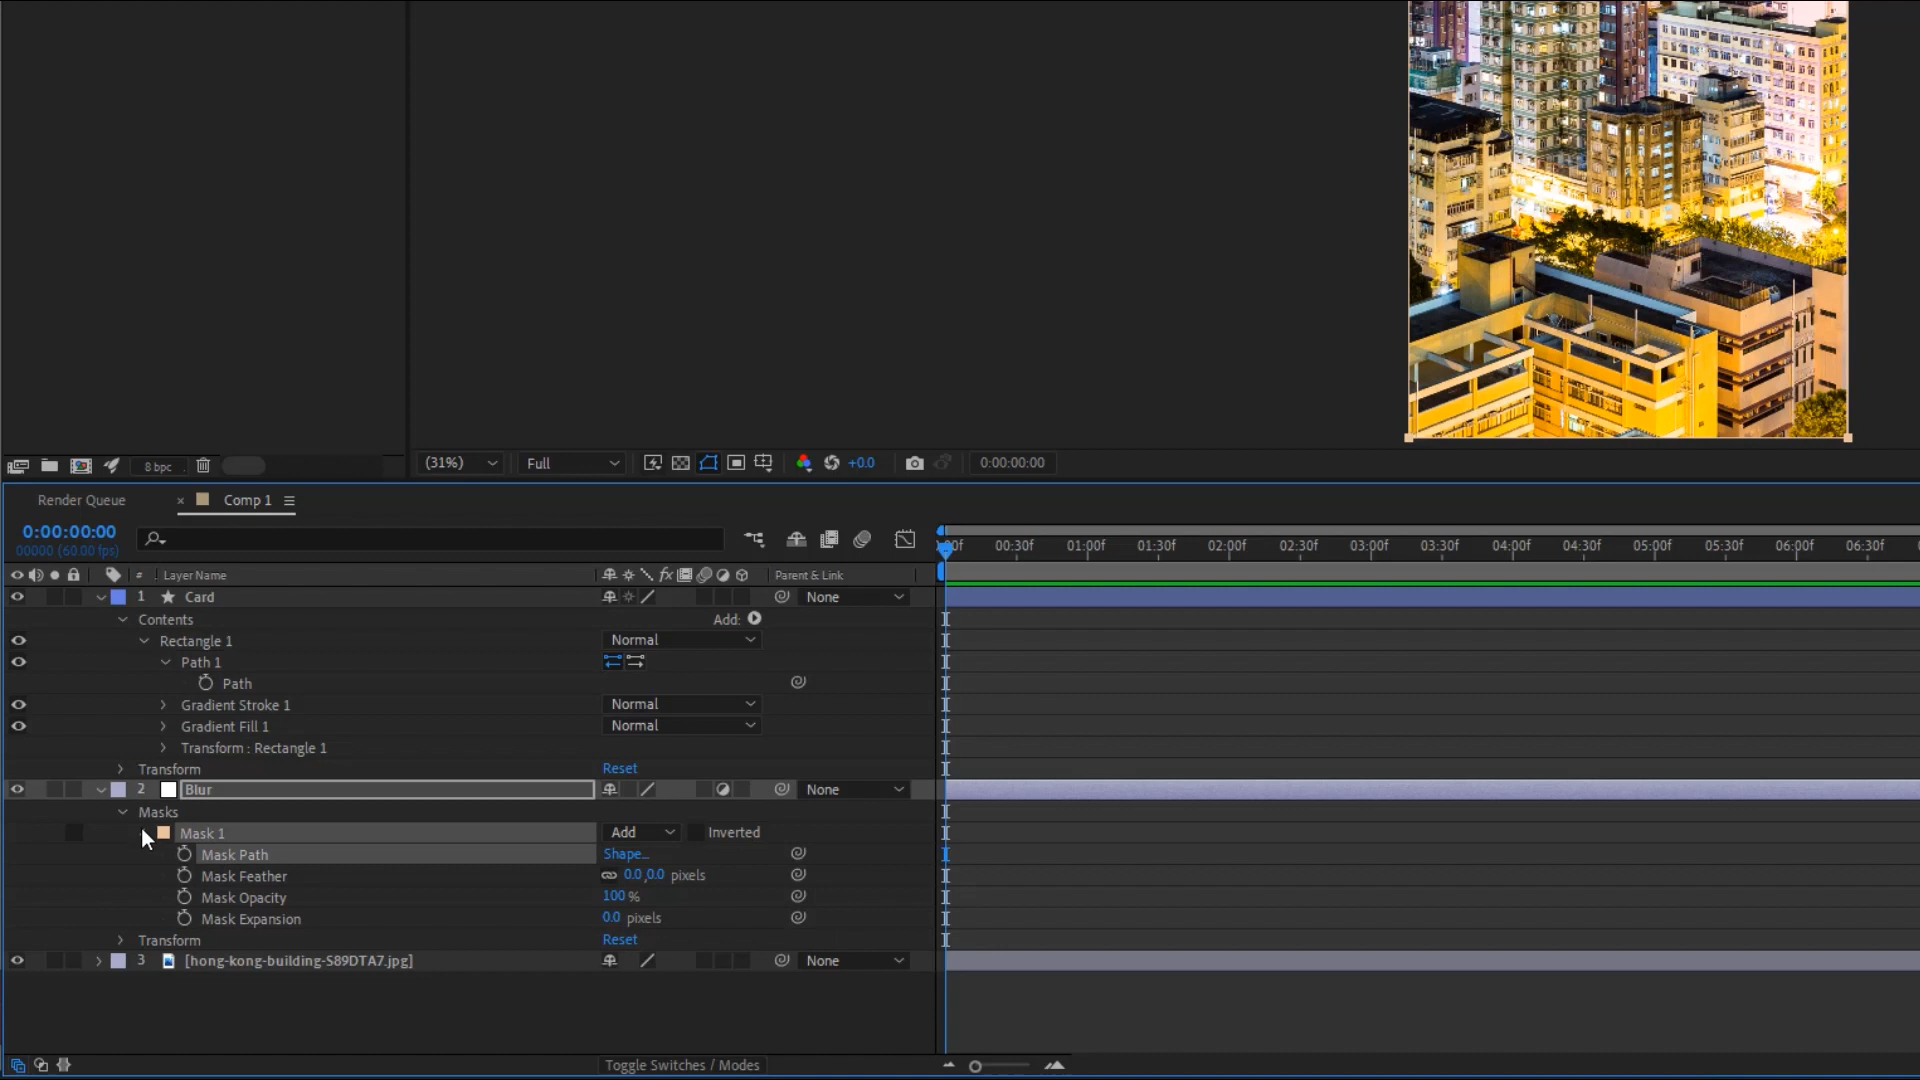 8 bpc
(31%)
Full
+0.0
0:00:00:00
Render Queue
× Comp 1
0:00:00:00
00000 (60.00 fps)
00f 00:30f 01:00f 01:30f 02:00f 02:30f 03:00f 03:30f 04:00f 04:30f 05:00f 05:30f 06:00f 06:30f
# Layer Name
fx
Parent & Link
1 Card
None
Contents
Add:
Rectangle 1
Normal
Path 1
Path
Gradient Stroke 1
Normal
Gradient Fill 1
Normal
Transform : Rectangle 1
Transform
Reset
2 Blur
None
Masks
Mask 1
Add
Inverted
Mask Path
Shape...
Mask Feather
0.0,0.0 pixels
Mask Opacity
100 %
Mask Expansion
0.0 pixels
Transform
Reset
3 [hong-kong-building-S89DTA7.jpg]
None
Toggle Switches / Modes